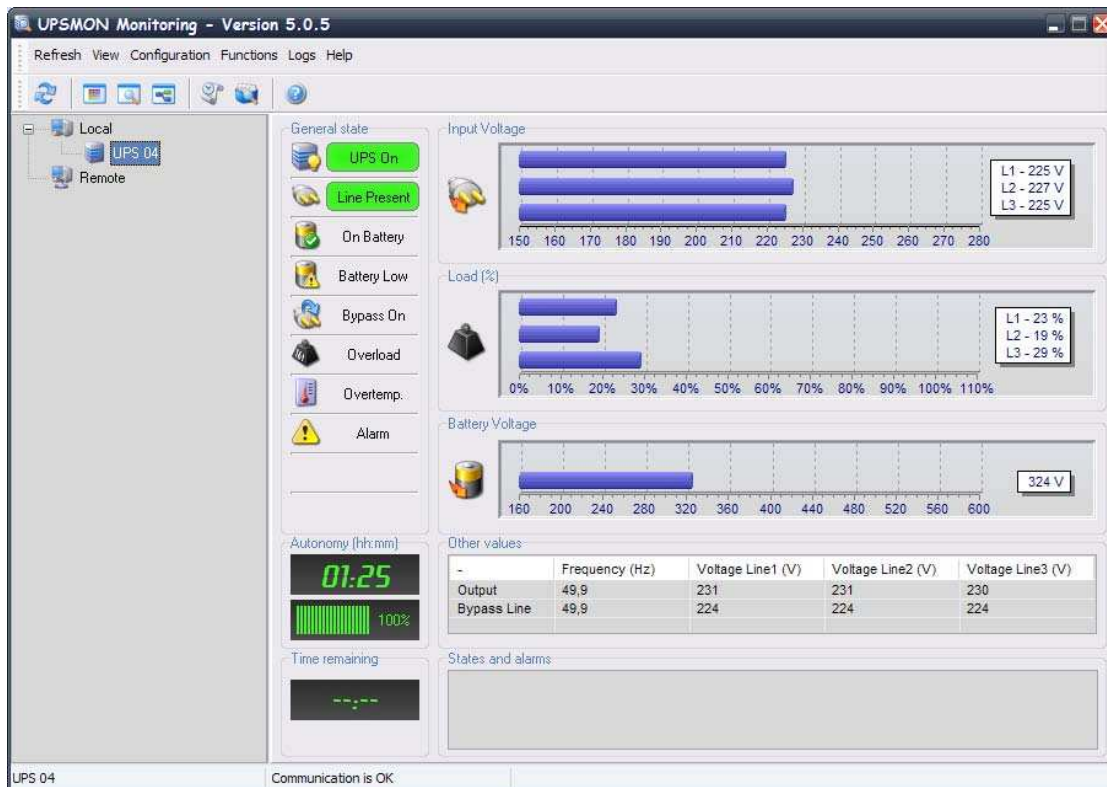 UPSMON Monitoring - Version 5.0.5
Refresh View Configuration Functions Logs Help
Local
UPS 04
Remote
General state
UPS On
Line Present
On Battery
Battery Low
Bypass On
Overload
Overtemp.
Alarm
Input Voltage
L1 - 225 V
L2 - 227 V
L3 - 225 V
150 160 170 180 190 200 210 220 230 240 250 260 270 280
Load (%)
L1 - 23 %
L2 - 19 %
L3 - 29 %
0% 10% 20% 30% 40% 50% 60% 70% 80% 90% 100% 110%
Battery Voltage
324 V
160 200 240 280 320 360 400 440 480 520 560 600
Autonomy (hh:mm)
01:25
100%
Other values
- Frequency (Hz) Voltage Line1 (V) Voltage Line2 (V) Voltage Line3 (V)
Output 49,9 231 231 230
Bypass Line 49,9 224 224 224
Time remaining
--:--
States and alarms
UPS 04 Communication is OK